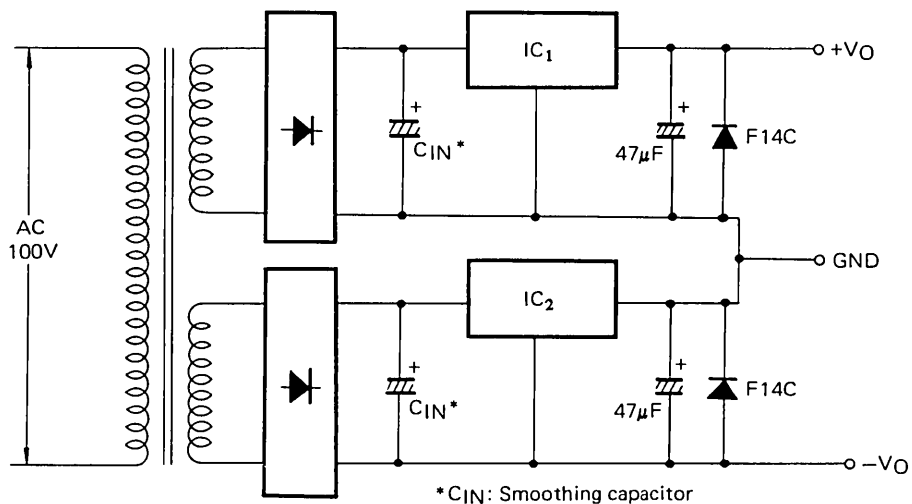 IC₁
+VO
+
CIN*
+
47μF
F14C
AC
100V
GND
IC₂
+
CIN*
+
47μF
F14C
−VO
*CIN: Smoothing capacitor